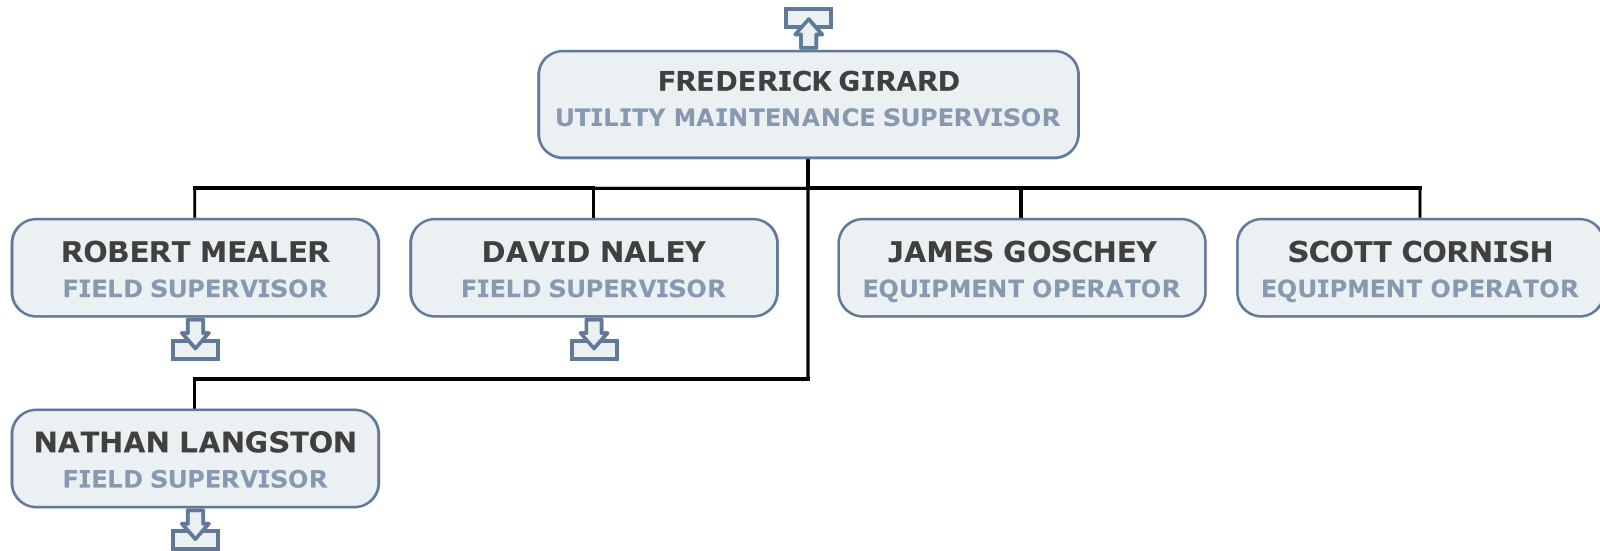 FREDERICK GIRARD
UTILITY MAINTENANCE SUPERVISOR
ROBERT MEALER
FIELD SUPERVISOR
DAVID NALEY
FIELD SUPERVISOR
JAMES GOSCHEY
EQUIPMENT OPERATOR
SCOTT CORNISH
EQUIPMENT OPERATOR
NATHAN LANGSTON
FIELD SUPERVISOR